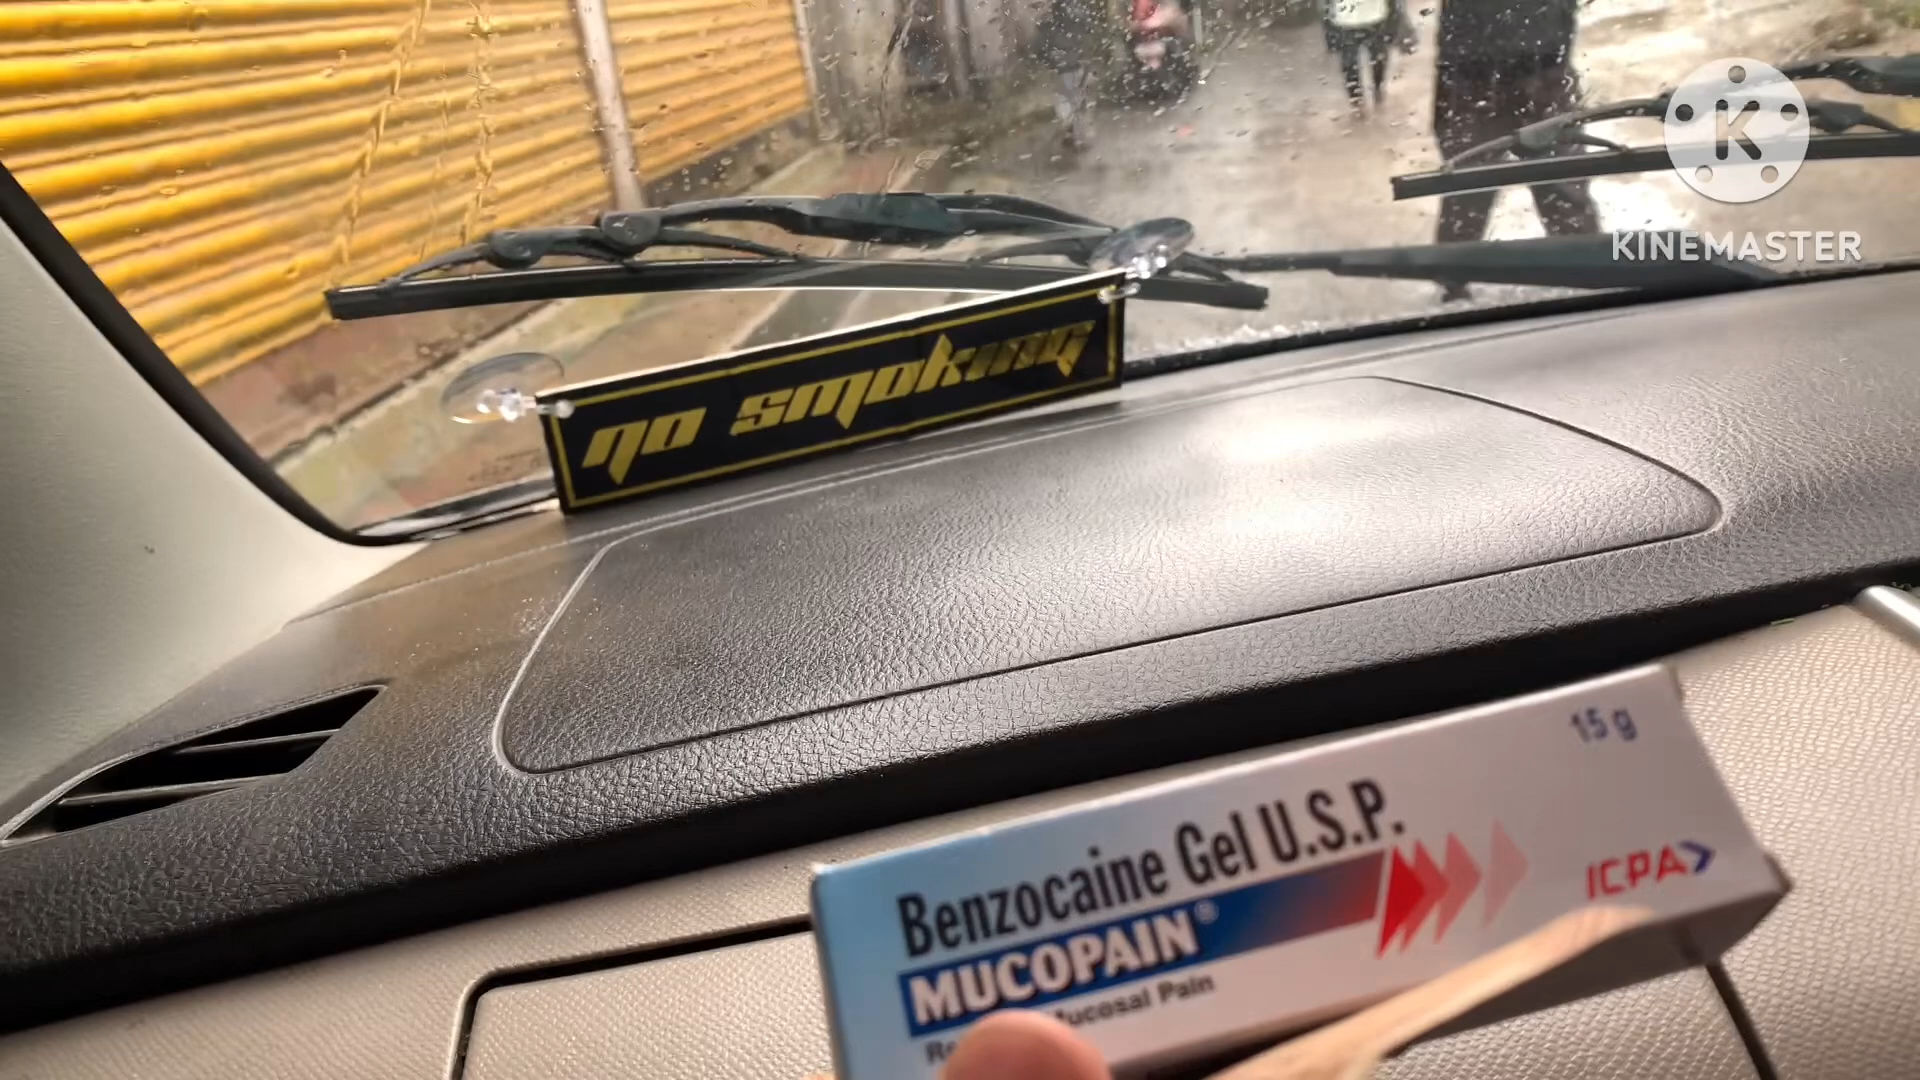 K
KINEMASTER
no smoking
15 g
Benzocaine Gel U.S.P.
MUCOPAIN®
ICPA
Mucosal Pain